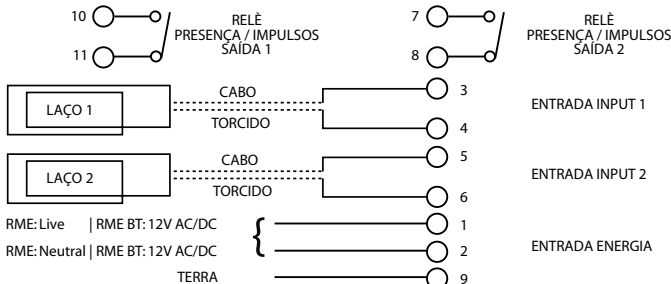 10
11
RELÈ
PRESENÇA / IMPULSOS
SAÍDA 1
7
8
RELÈ
PRESENÇA / IMPULSOS
SAÍDA 2
LAÇO 1
CABO
TORCIDO
3
4
ENTRADA INPUT 1
LAÇO 2
CABO
TORCIDO
5
6
ENTRADA INPUT 2
RME: Live | RME BT: 12V AC/DC
RME: Neutral | RME BT: 12V AC/DC
{
1
2
ENTRADA ENERGIA
TERRA
9